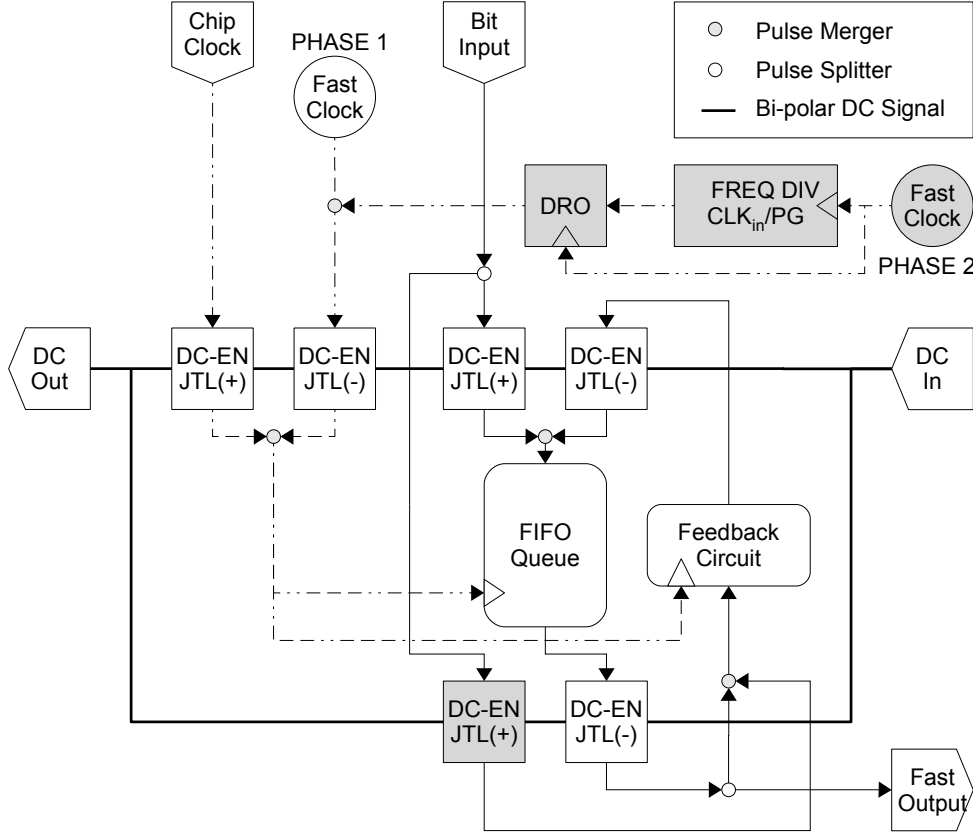 Chip
Clock
PHASE 1
Fast
Clock
Bit
Input
Pulse Merger
Pulse Splitter
Bi-polar DC Signal
DRO
FREQ DIV
CLKin/PG
Fast
Clock
PHASE 2
DC
Out
DC-EN
JTL(+)
DC-EN
JTL(-)
DC-EN
JTL(+)
DC-EN
JTL(-)
DC
In
FIFO
Queue
Feedback
Circuit
DC-EN
JTL(+)
DC-EN
JTL(-)
Fast
Output